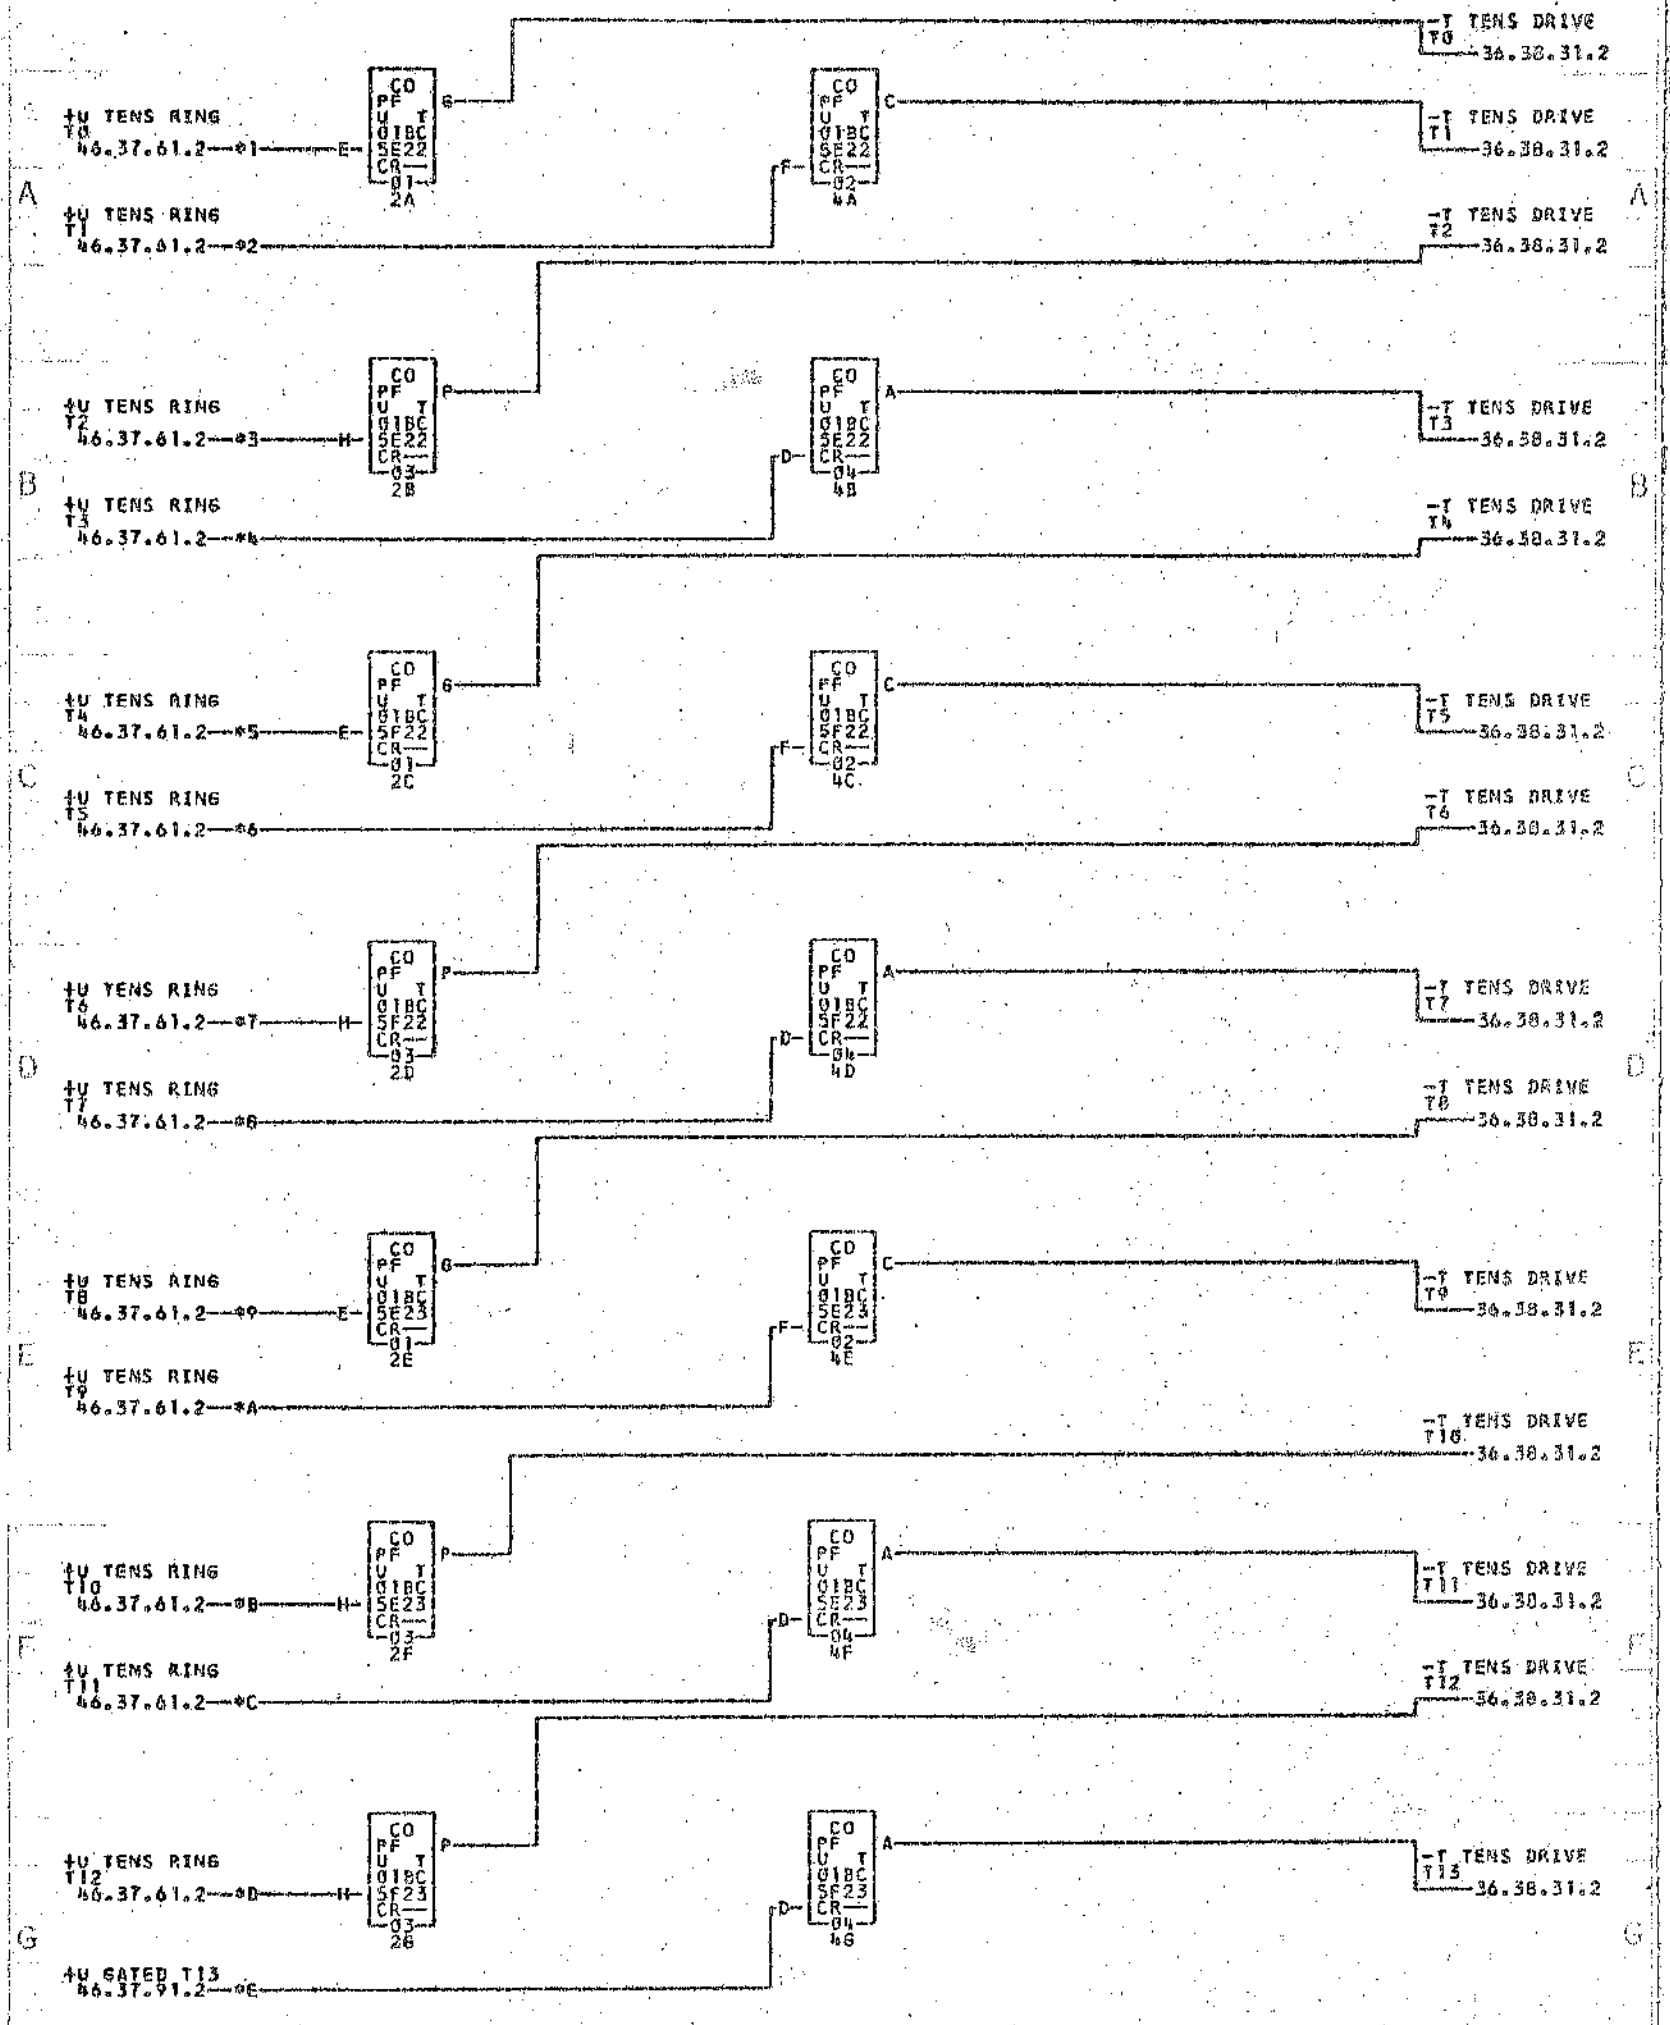 -T TENS DRIVE
T0
36.38.31.2
CO
PF G
U T
01BC
5E22
CR
01
2A
CO
PF C
U T
01BC
5E22
CR
02
4A
+U TENS RING
T0
46.37.61.2 *1 E
F
-T TENS DRIVE
T1
36.38.31.2
A
A
+U TENS RING
T1
46.37.61.2 *2
-T TENS DRIVE
T2
36.38.31.2
CO
PF P
U T
01BC
5E22
CR
03
2B
CO
PF A
U T
01BC
5E22
CR
04
4B
+U TENS RING
T2
46.37.61.2 *3 H
D
-T TENS DRIVE
T3
36.38.31.2
B
B
+U TENS RING
T3
46.37.61.2 *4
-T TENS DRIVE
T4
36.38.31.2
CO
PF G
U T
01BC
5F22
CR
01
2C
CO
PF C
U T
01BC
5F22
CR
02
4C
+U TENS RING
T4
46.37.61.2 *5 E
F
-T TENS DRIVE
T5
36.38.31.2
C
C
+U TENS RING
T5
46.37.61.2 *6
-T TENS DRIVE
T6
36.38.31.2
CO
PF P
U T
01BC
5F22
CR
03
2D
CO
PF A
U T
01BC
5F22
CR
04
4D
+U TENS RING
T6
46.37.61.2 *7 H
D
-T TENS DRIVE
T7
36.38.31.2
D
D
+U TENS RING
T7
46.37.61.2 *8
-T TENS DRIVE
T8
36.38.31.2
CO
PF G
U T
01BC
5E23
CR
01
2E
CO
PF C
U T
01BC
5E23
CR
02
4E
+U TENS RING
T8
46.37.61.2 *9 E
F
-T TENS DRIVE
T9
36.38.31.2
E
E
+U TENS RING
T9
46.37.61.2 *A
-T TENS DRIVE
T10
36.38.31.2
CO
PF P
U T
01BC
5E23
CR
03
2F
CO
PF A
U T
01BC
5E23
CR
04
4F
+U TENS RING
T10
46.37.61.2 *B H
D
-T TENS DRIVE
T11
36.38.31.2
F
F
+U TENS RING
T11
46.37.61.2 *C
-T TENS DRIVE
T12
36.38.31.2
CO
PF P
U T
01BC
5F23
CR
03
2G
CO
PF A
U T
01BC
5F23
CR
04
4G
+U TENS RING
T12
46.37.61.2 *D H
D
-T TENS DRIVE
T13
36.38.31.2
G
G
+U GATED T13
46.37.91.2 *E